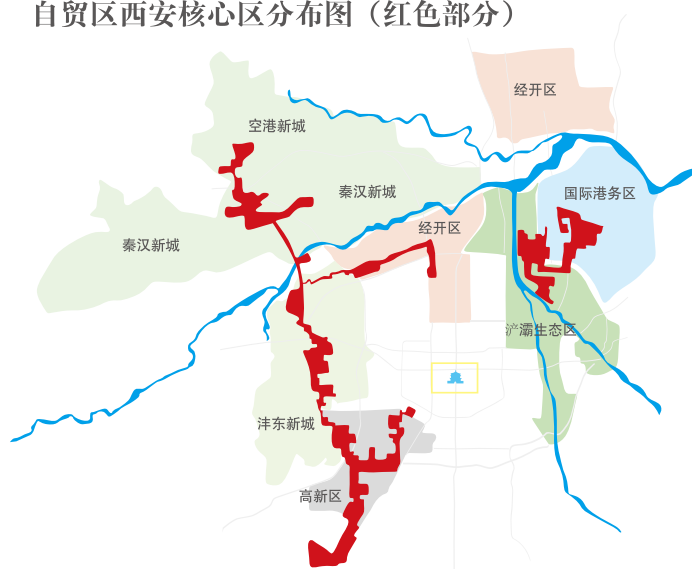 自贸区西安核心区分布图（红色部分）
经开区
空港新城
秦汉新城
国际港务区
经开区
秦汉新城
浐灞生态区
沣东新城
高新区